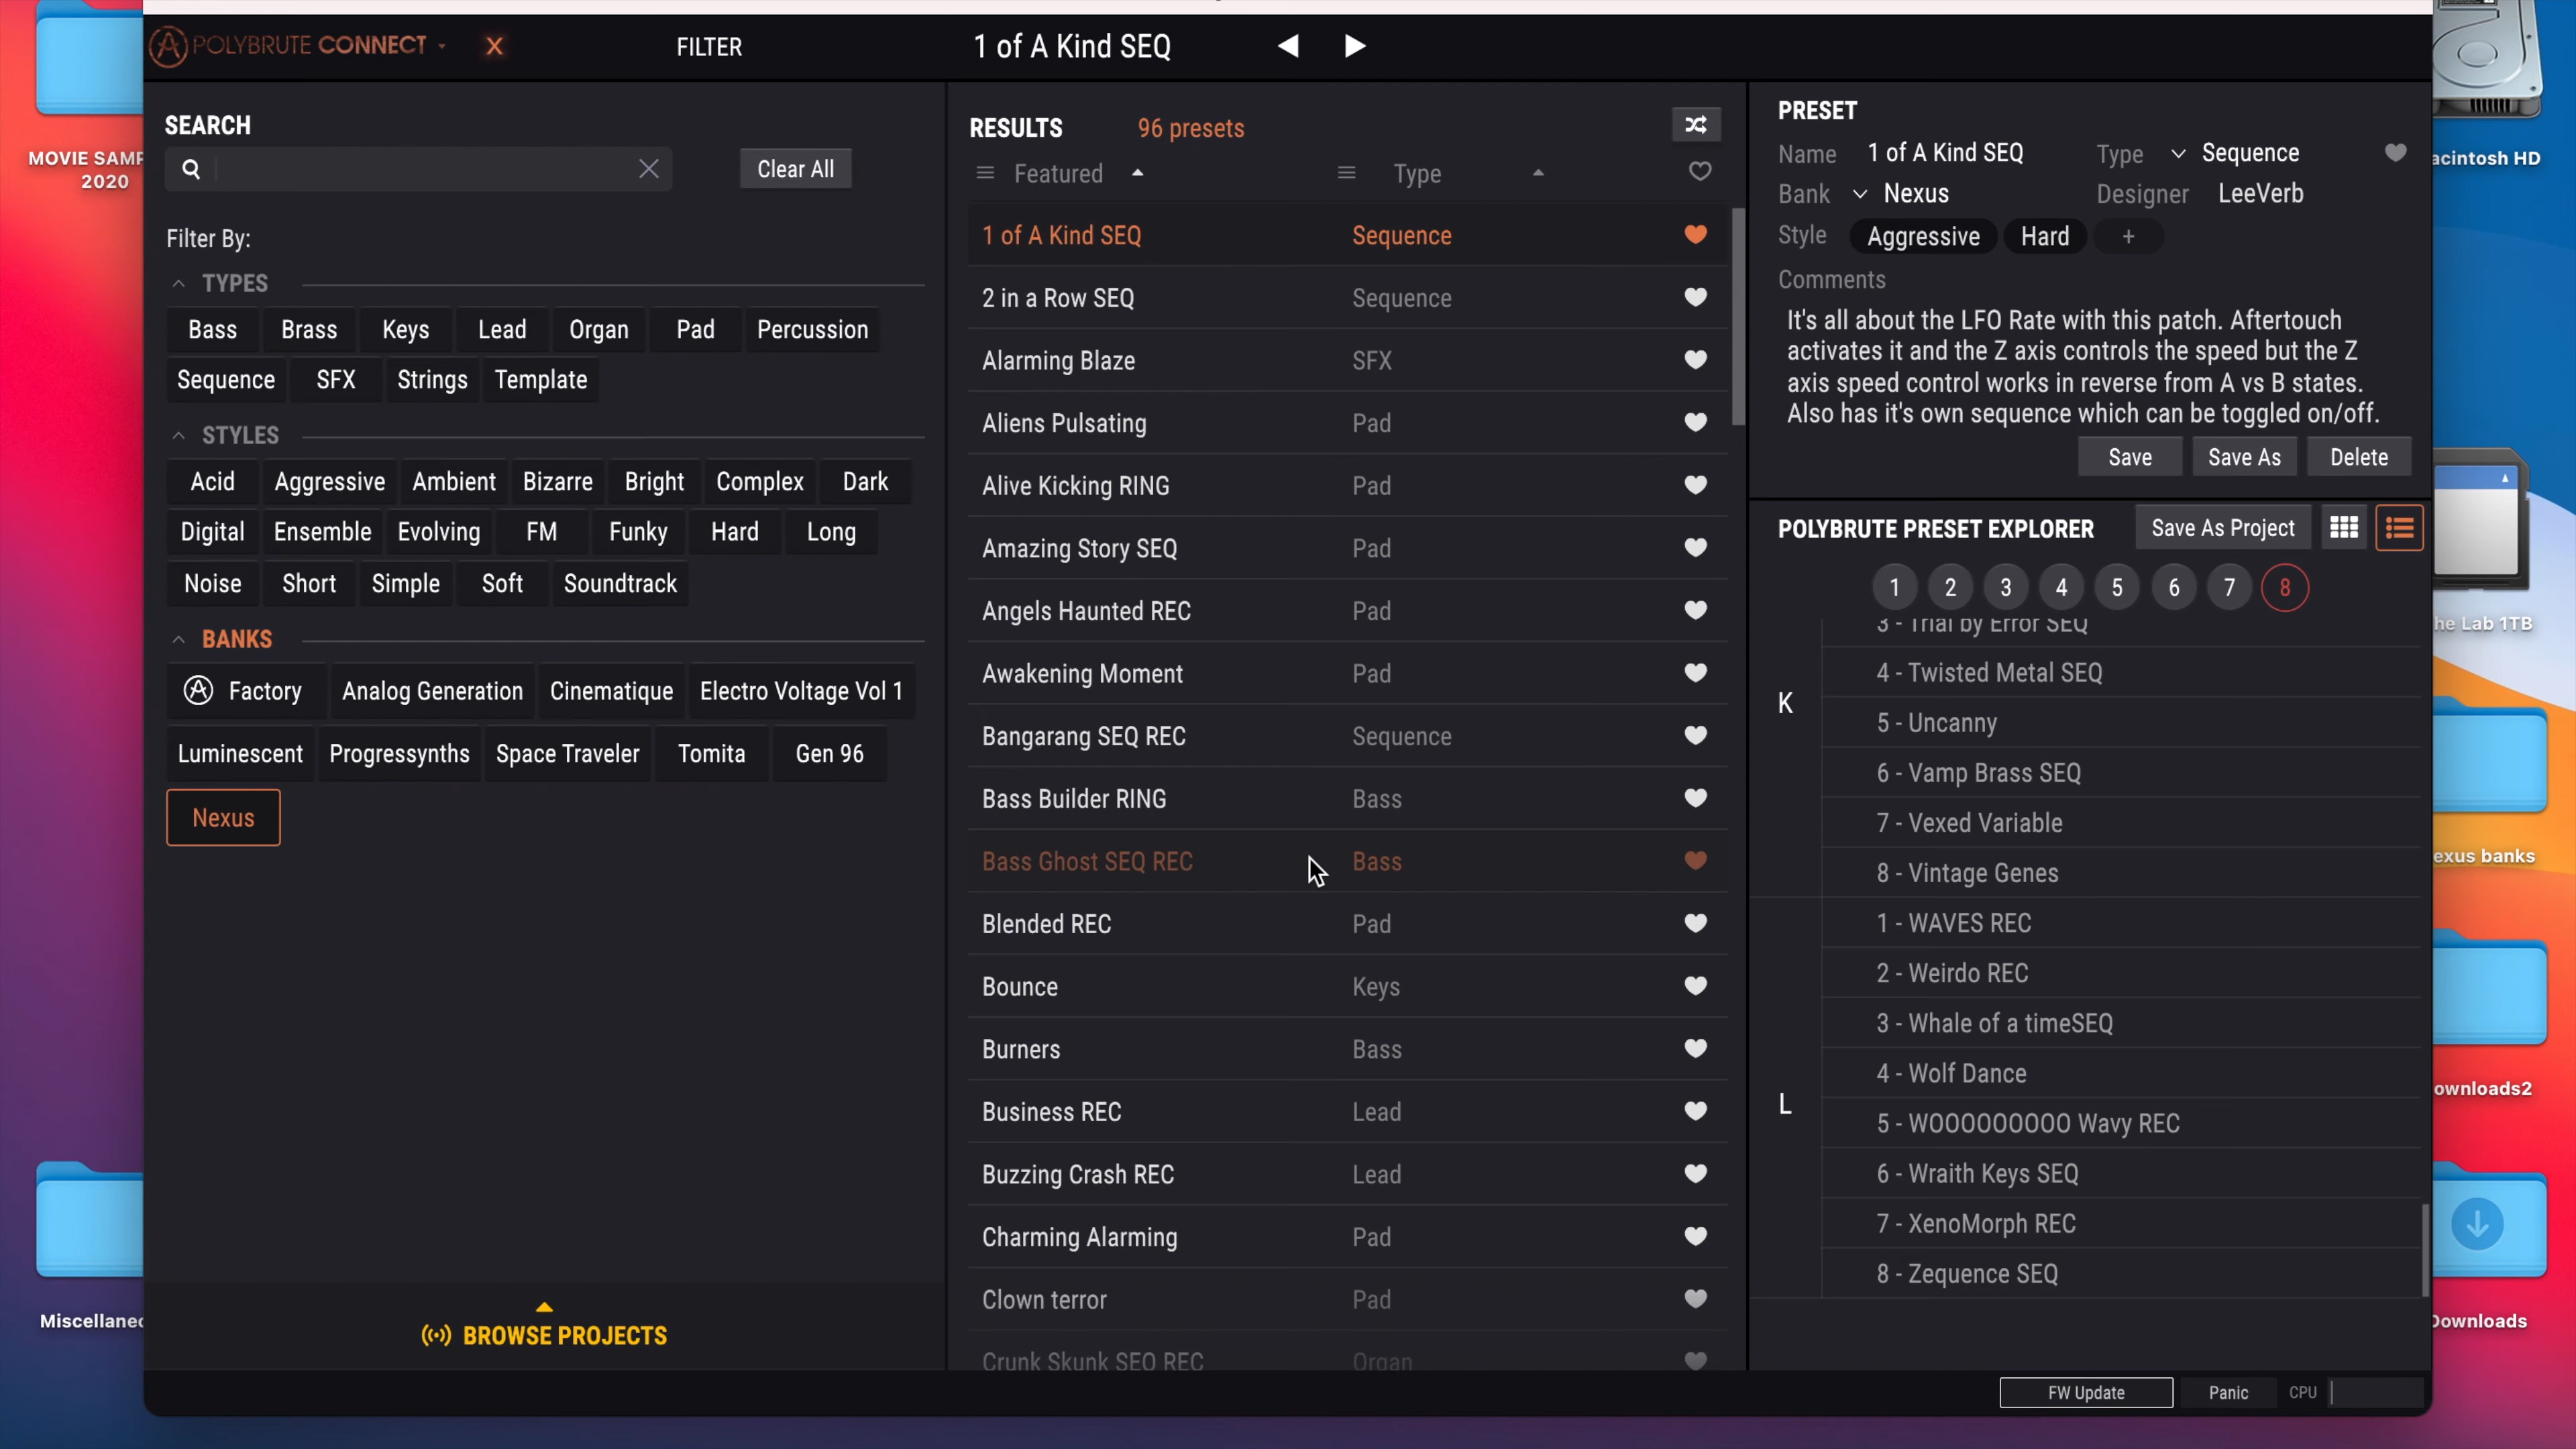 POLYBRUTE CONNECT
X
FILTER
1 of A Kind SEQ
SEARCH
Clear All
Filter By:
TYPES
Bass Brass Keys Lead Organ Pad Percussion
Sequence SFX Strings Template
STYLES
Acid Aggressive Ambient Bizarre Bright Complex Dark
Digital Ensemble Evolving FM Funky Hard Long
Noise Short Simple Soft Soundtrack
BANKS
Factory Analog Generation Cinematique Electro Voltage Vol 1
Luminescent Progressynths Space Traveler Tomita Gen 96
Nexus
BROWSE PROJECTS
RESULTS 96 presets
Featured Type
1 of A Kind SEQ Sequence
2 in a Row SEQ Sequence
Alarming Blaze SFX
Aliens Pulsating Pad
Alive Kicking RING Pad
Amazing Story SEQ Pad
Angels Haunted REC Pad
Awakening Moment Pad
Bangarang SEQ REC Sequence
Bass Builder RING Bass
Bass Ghost SEQ REC Bass
Blended REC Pad
Bounce Keys
Burners Bass
Business REC Lead
Buzzing Crash REC Lead
Charming Alarming Pad
Clown terror Pad
Crunk Skunk SEQ REC Organ
PRESET
Name 1 of A Kind SEQ Type Sequence
Bank Nexus Designer LeeVerb
Style Aggressive Hard +
Comments
It's all about the LFO Rate with this patch. Aftertouch
activates it and the Z axis controls the speed but the Z
axis speed control works in reverse from A vs B states.
Also has it's own sequence which can be toggled on/off.
Save Save As Delete
POLYBRUTE PRESET EXPLORER Save As Project
1 2 3 4 5 6 7 8
K
3 - Trial by Error SEQ
4 - Twisted Metal SEQ
5 - Uncanny
6 - Vamp Brass SEQ
7 - Vexed Variable
8 - Vintage Genes
L
1 - WAVES REC
2 - Weirdo REC
3 - Whale of a timeSEQ
4 - Wolf Dance
5 - WOOOOOOOOO Wavy REC
6 - Wraith Keys SEQ
7 - XenoMorph REC
8 - Zequence SEQ
FW Update Panic CPU
MOVIE SAMP
2020
Miscellane
acintosh HD
he Lab 1TB
exus banks
ownloads2
Downloads